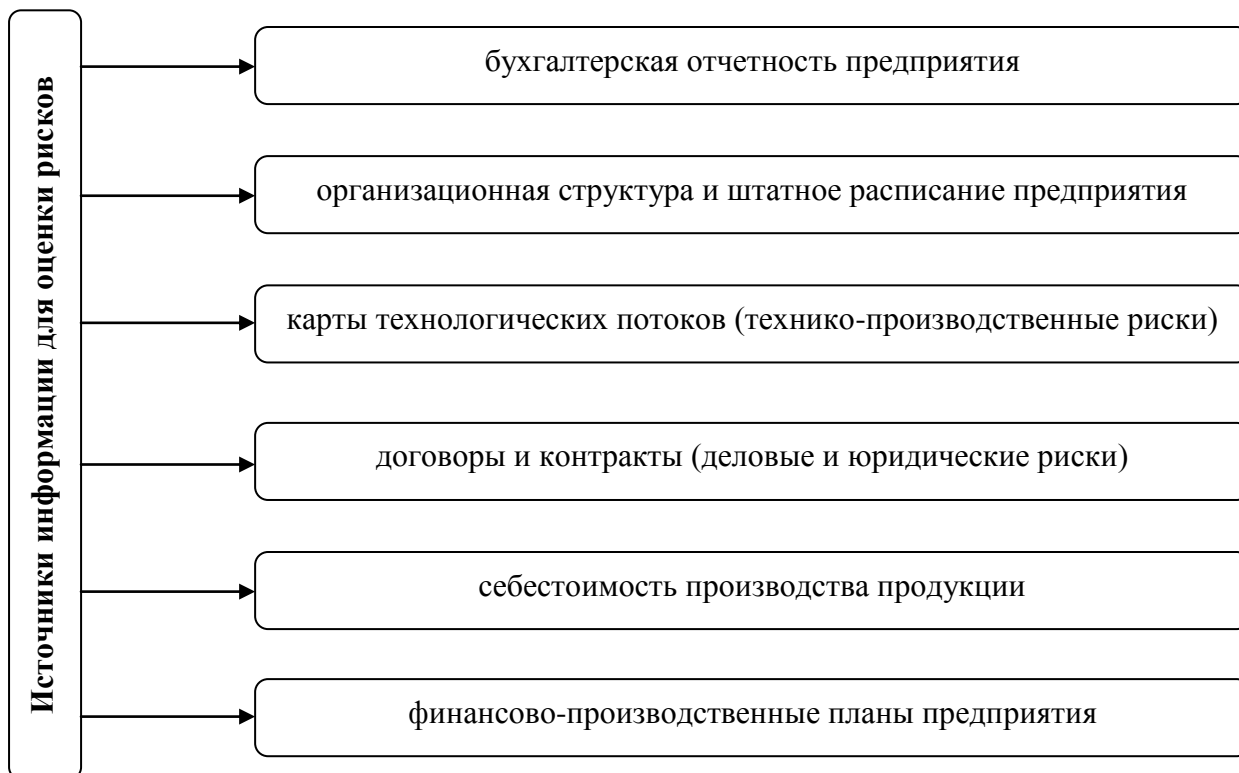 Источники информации для оценки рисков
бухгалтерская отчетность предприятия
организационная структура и штатное расписание предприятия
карты технологических потоков (технико-производственные риски)
договоры и контракты (деловые и юридические риски)
себестоимость производства продукции
финансово-производственные планы предприятия